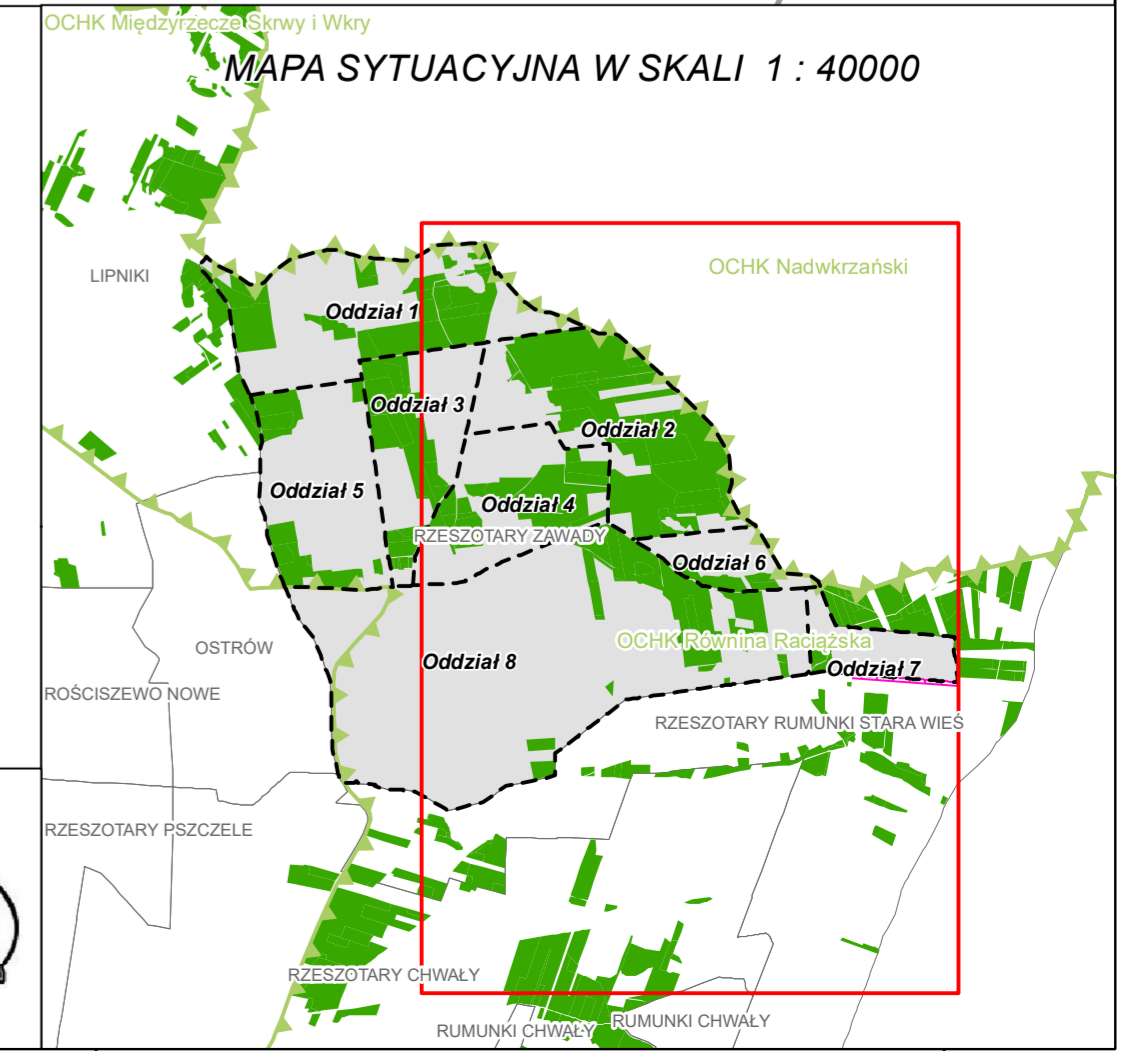 OCHK Międzyrzecze Skrwy i Wkry
MAPA SYTUACYJNA W SKALI 1 : 40000
LIPNIKI
OCHK Nadwkrzański
Oddział 1
Oddział 3
Oddział 2
Oddział 5
Oddział 4
RZESZOTARY ZAWADY
Oddział 6
OSTRÓW
OCHK Równina Raciąska
Oddział 8
Oddział 7
ROŚCISZEWO NOWE
RZESZOTARY RUMUNKI STARA WIEŚ
RZESZOTARY PSZCZELE
RZESZOTARY CHWAŁY
RUMUNKI CHWAŁY
RUMUNKI CHWAŁY